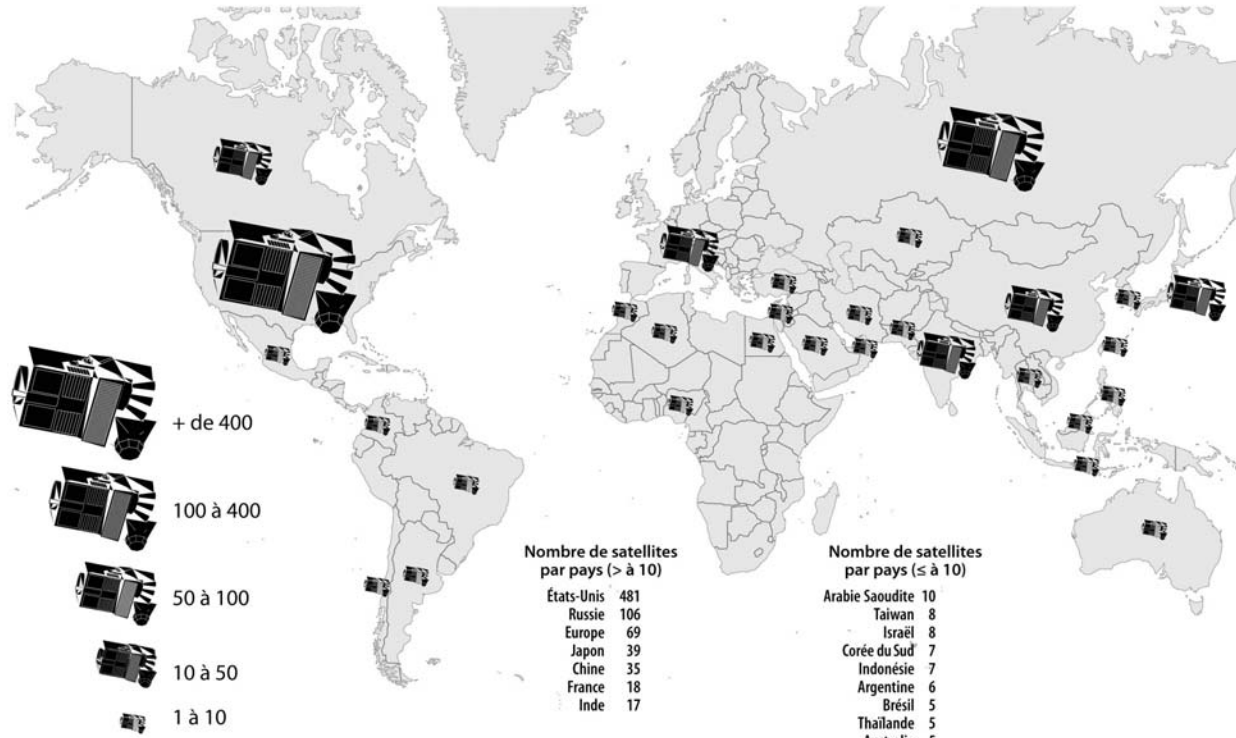 + de 400
100 à 400
50 à 100
10 à 50
1 à 10
Nombre de satellites
par pays (> à 10)
États-Unis 481
Russie 106
Europe 69
Japon 39
Chine 35
France 18
Inde 17
Nombre de satellites
par pays (≤ à 10)
Arabie Saoudite 10
Taiwan 8
Israël 8
Corée du Sud 7
Indonésie 7
Argentine 6
Brésil 5
Thaïlande 5